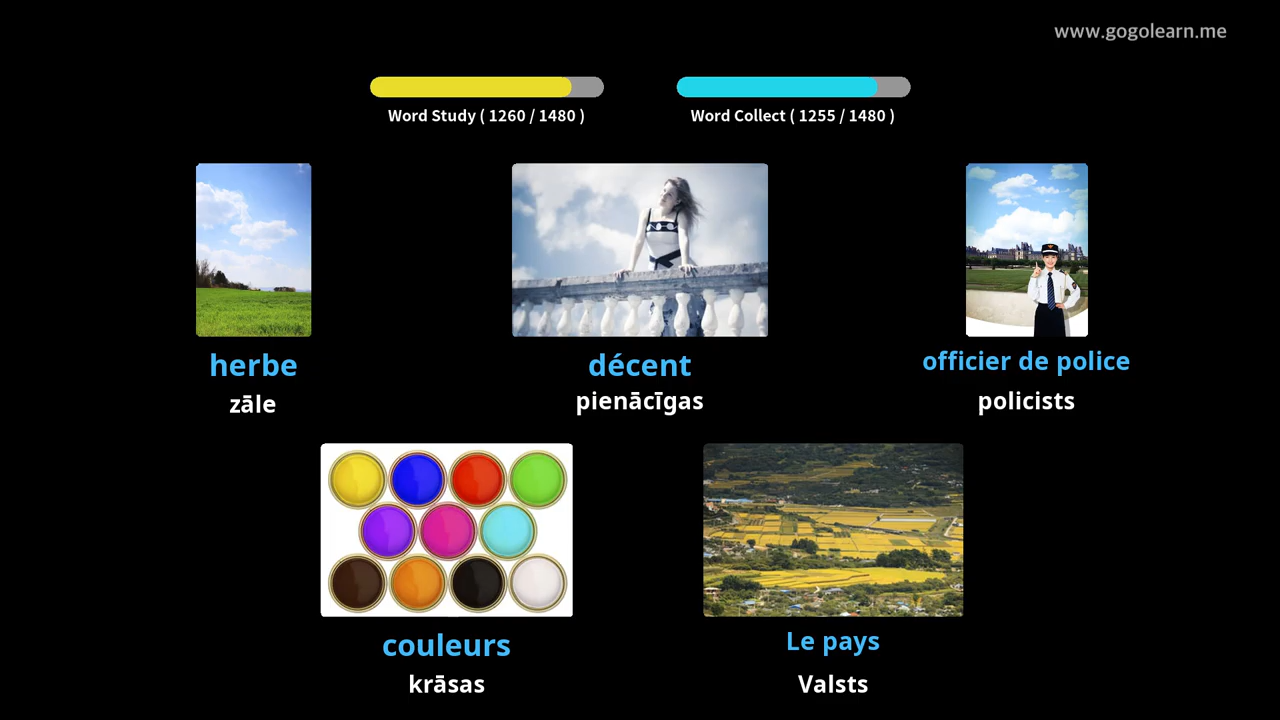 www.gogolearn.me
Word Study ( 1260 / 1480 )
Word Collect ( 1255 / 1480 )
herbe
zāle
décent
pienācīgas
officier de police
policists
couleurs
krāsas
Le pays
Valsts